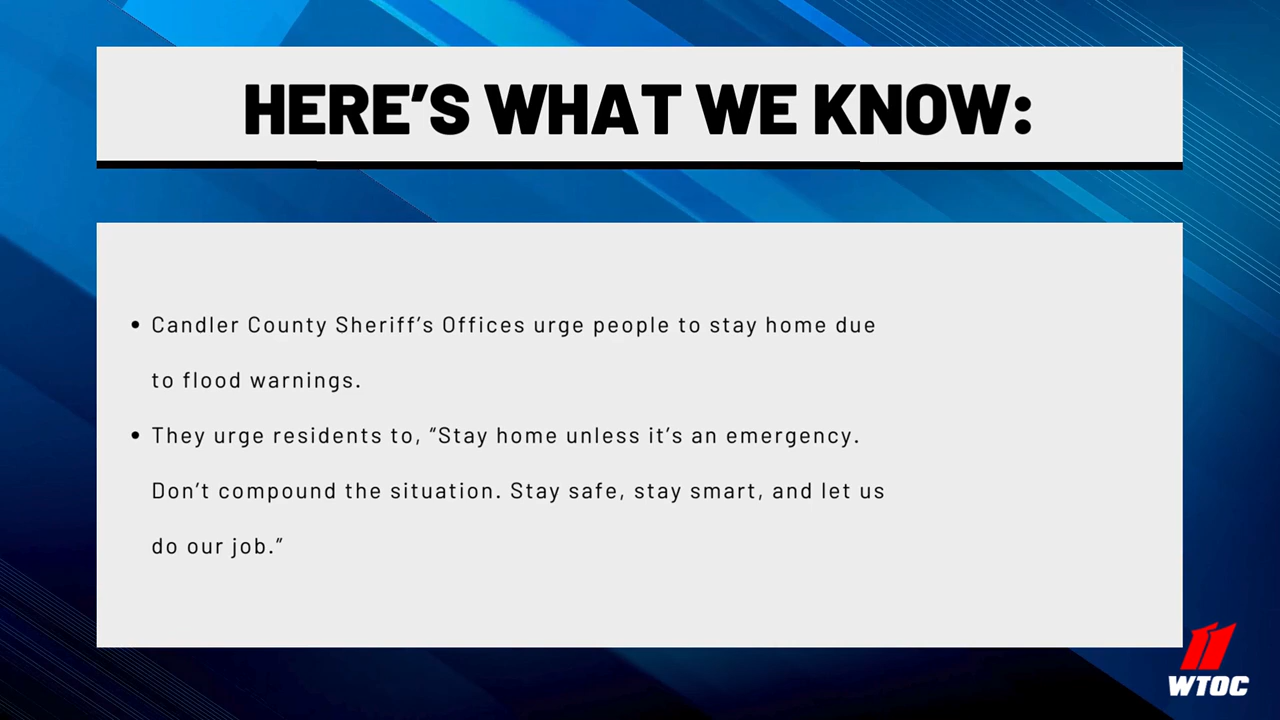 HERE’S WHAT WE KNOW:
• Candler County Sheriff’s Offices urge people to stay home due
to flood warnings.
• They urge residents to, “Stay home unless it’s an emergency.
Don’t compound the situation. Stay safe, stay smart, and let us
do our job.”
11
WTOC